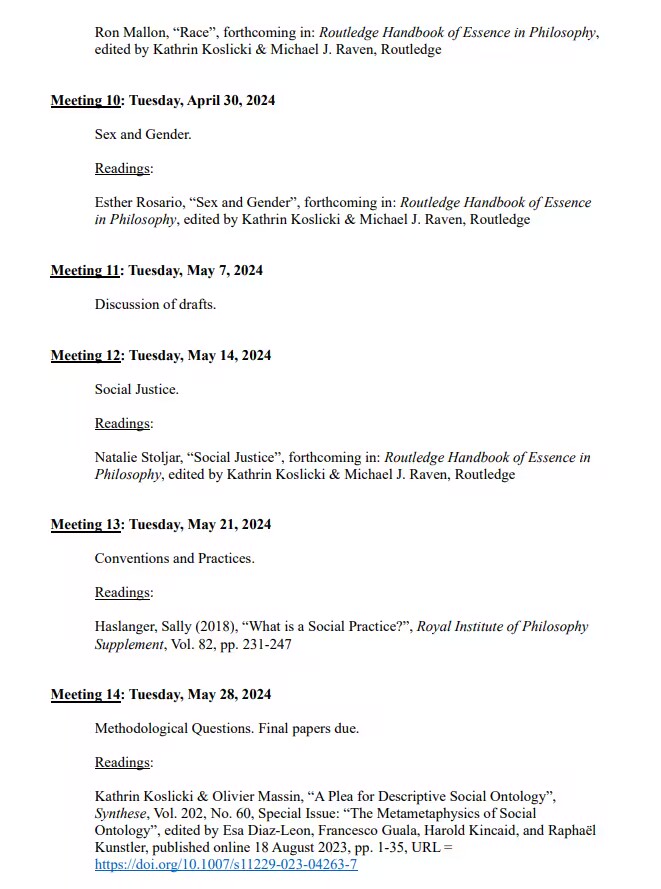 Ron Mallon, “Race”, forthcoming in: Routledge Handbook of Essence in Philosophy,
edited by Kathrin Koslicki & Michael J. Raven, Routledge
Meeting 10: Tuesday, April 30, 2024
Sex and Gender.
Readings:
Esther Rosario, “Sex and Gender”, forthcoming in: Routledge Handbook of Essence
in Philosophy, edited by Kathrin Koslicki & Michael J. Raven, Routledge
Meeting 11: Tuesday, May 7, 2024
Discussion of drafts.
Meeting 12: Tuesday, May 14, 2024
Social Justice.
Readings:
Natalie Stoljar, “Social Justice”, forthcoming in: Routledge Handbook of Essence in
Philosophy, edited by Kathrin Koslicki & Michael J. Raven, Routledge
Meeting 13: Tuesday, May 21, 2024
Conventions and Practices.
Readings:
Haslanger, Sally (2018), “What is a Social Practice?”, Royal Institute of Philosophy
Supplement, Vol. 82, pp. 231-247
Meeting 14: Tuesday, May 28, 2024
Methodological Questions. Final papers due.
Readings:
Kathrin Koslicki & Olivier Massin, “A Plea for Descriptive Social Ontology”,
Synthese, Vol. 202, No. 60, Special Issue: “The Metametaphysics of Social
Ontology”, edited by Esa Diaz-Leon, Francesco Guala, Harold Kincaid, and Raphaël
Kunstler, published online 18 August 2023, pp. 1-35, URL =
https://doi.org/10.1007/s11229-023-04263-7